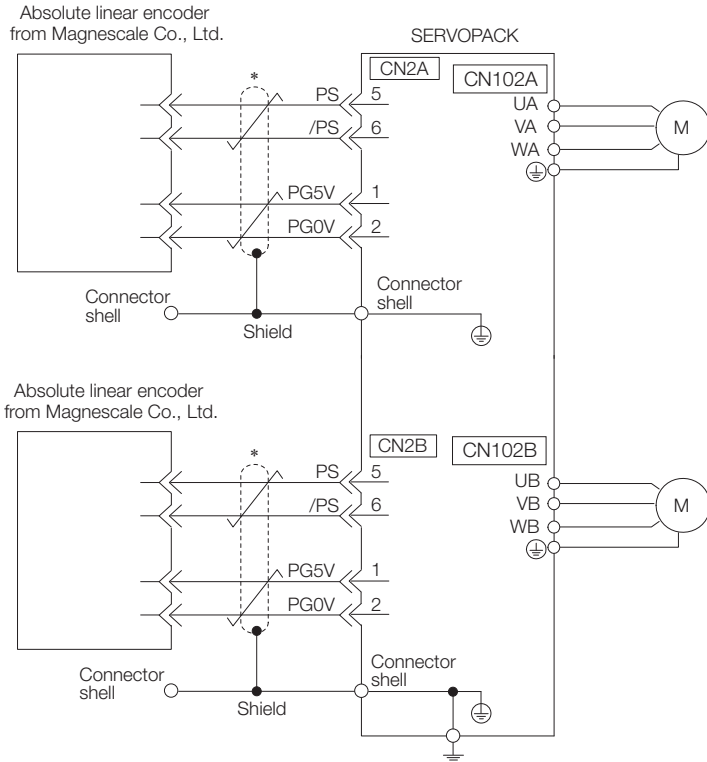 Absolute linear encoder
from Magnescale Co., Ltd.
SERVOPACK
*
CN2A
CN102A
PS
5
UA
/PS
6
VA
WA
M
PG5V
1
PG0V
2
Connector
shell
Connector
shell
Shield
Absolute linear encoder
from Magnescale Co., Ltd.
*
CN2B
CN102B
PS
5
UB
/PS
6
VB
WB
M
PG5V
1
PG0V
2
Connector
shell
Connector
shell
Shield